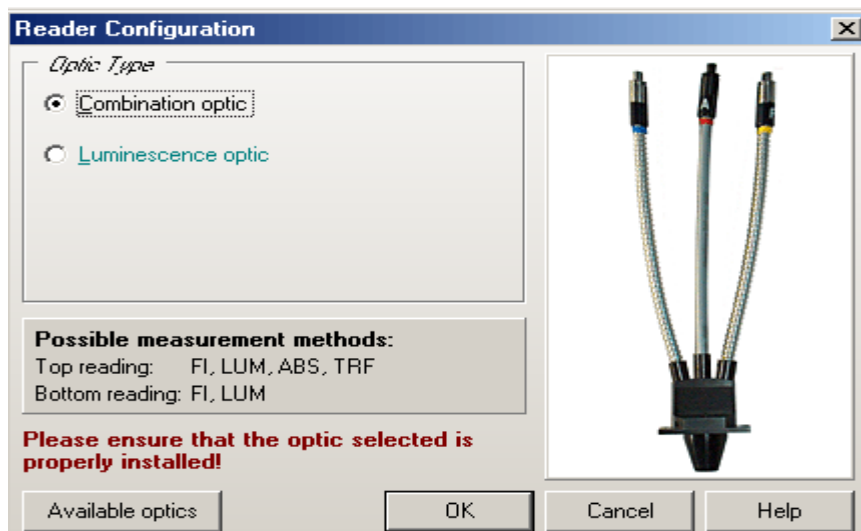 Reader Configuration
Optic Type
Combination optic
Luminescence optic
Possible measurement methods:
Top reading: FI, LUM, ABS, TRF
Bottom reading: FI, LUM
Please ensure that the optic selected is
properly installed!
Available optics
OK
Cancel
Help
A